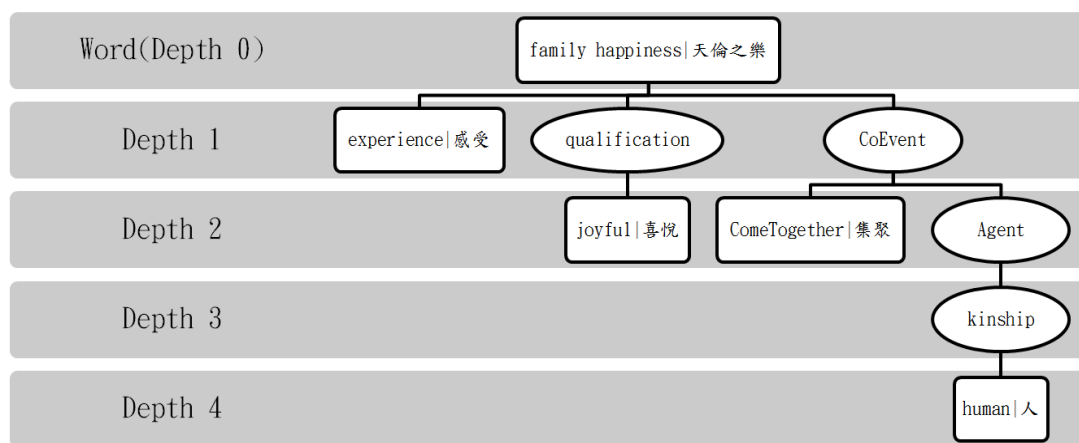 Word(Depth 0)
family happiness|天倫之樂
Depth 1
experience|感受
qualification
CoEvent
Depth 2
joyful|喜悅
ComeTogether|集聚
Agent
Depth 3
kinship
Depth 4
human|人